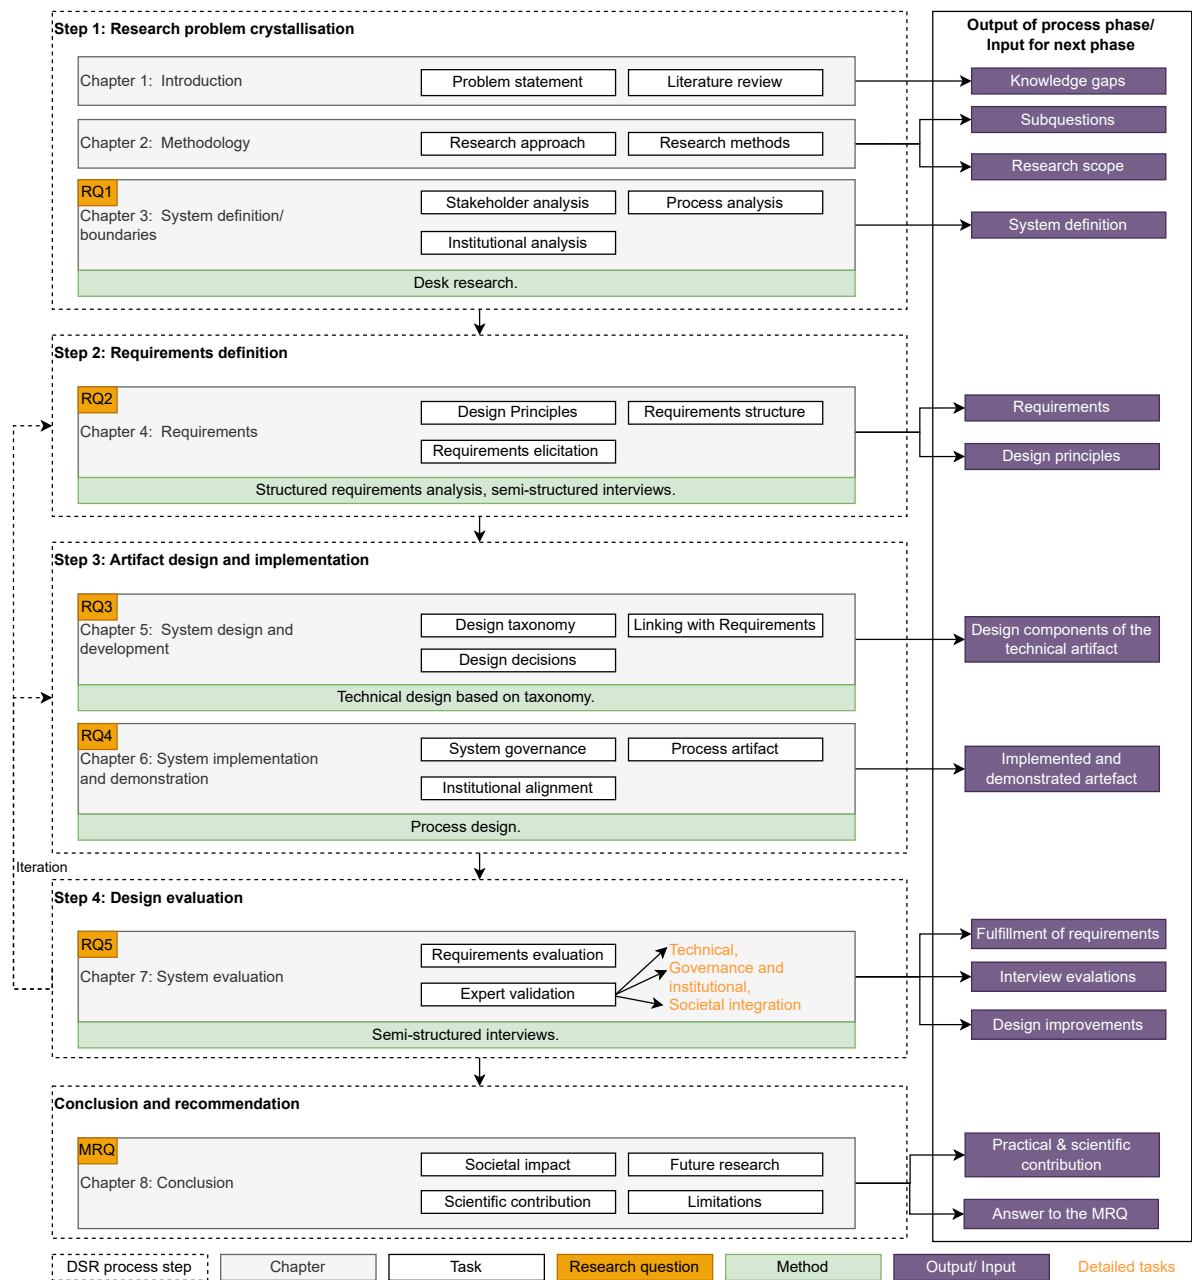 Step 1: Research problem crystallisation
Output of process phase/
Input for next phase
Chapter 1:  Introduction
Problem statement
Literature review
Knowledge gaps
Chapter 2:  Methodology
Research approach
Research methods
Subquestions
Research scope
RQ1
Chapter 3:  System definition/
boundaries
Stakeholder analysis
Process analysis
Institutional analysis
System definition
Desk research.
Step 2: Requirements definition
RQ2
Chapter 4:  Requirements
Design Principles
Requirements structure
Requirements elicitation
Requirements
Design principles
Structured requirements analysis, semi-structured interviews.
Step 3: Artifact design and implementation
RQ3
Chapter 5:  System design and
development
Design taxonomy
Linking with Requirements
Design decisions
Design components of the
technical artifact
Technical design based on taxonomy.
RQ4
Chapter 6: System implementation
and demonstration
System governance
Process artifact
Institutional alignment
Implemented and
demonstrated artefact
Process design.
Iteration
Step 4: Design evaluation
RQ5
Chapter 7: System evaluation
Requirements evaluation
Expert validation
Technical,
Governance and
institutional,
Societal integration
Fulfillment of requirements
Interview evalations
Design improvements
Semi-structured interviews.
Conclusion and recommendation
MRQ
Chapter 8: Conclusion
Societal impact
Future research
Scientific contribution
Limitations
Practical & scientific
contribution
Answer to the MRQ
DSR process step
Chapter
Task
Research question
Method
Output/ Input
Detailed tasks